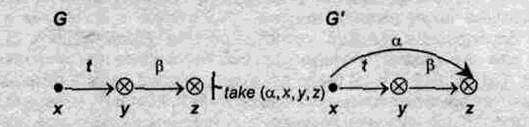 G G'
α
t β take (α,x,y,z) t β
x y z x y z